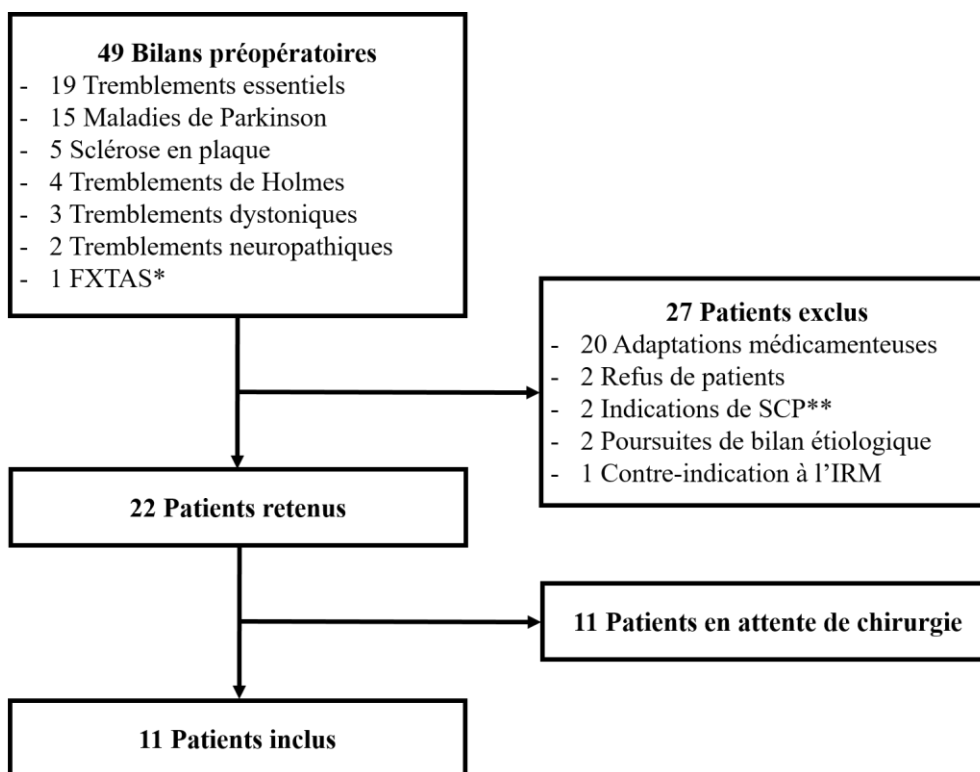 49 Bilans préopératoires
- 19 Tremblements essentiels
- 15 Maladies de Parkinson
- 5 Sclérose en plaque
- 4 Tremblements de Holmes
- 3 Tremblements dystoniques
- 2 Tremblements neuropathiques
- 1 FXTAS*
27 Patients exclus
- 20 Adaptations médicamenteuses
- 2 Refus de patients
- 2 Indications de SCP**
- 2 Poursuites de bilan étiologique
- 1 Contre-indication à l’IRM
22 Patients retenus
11 Patients en attente de chirurgie
11 Patients inclus